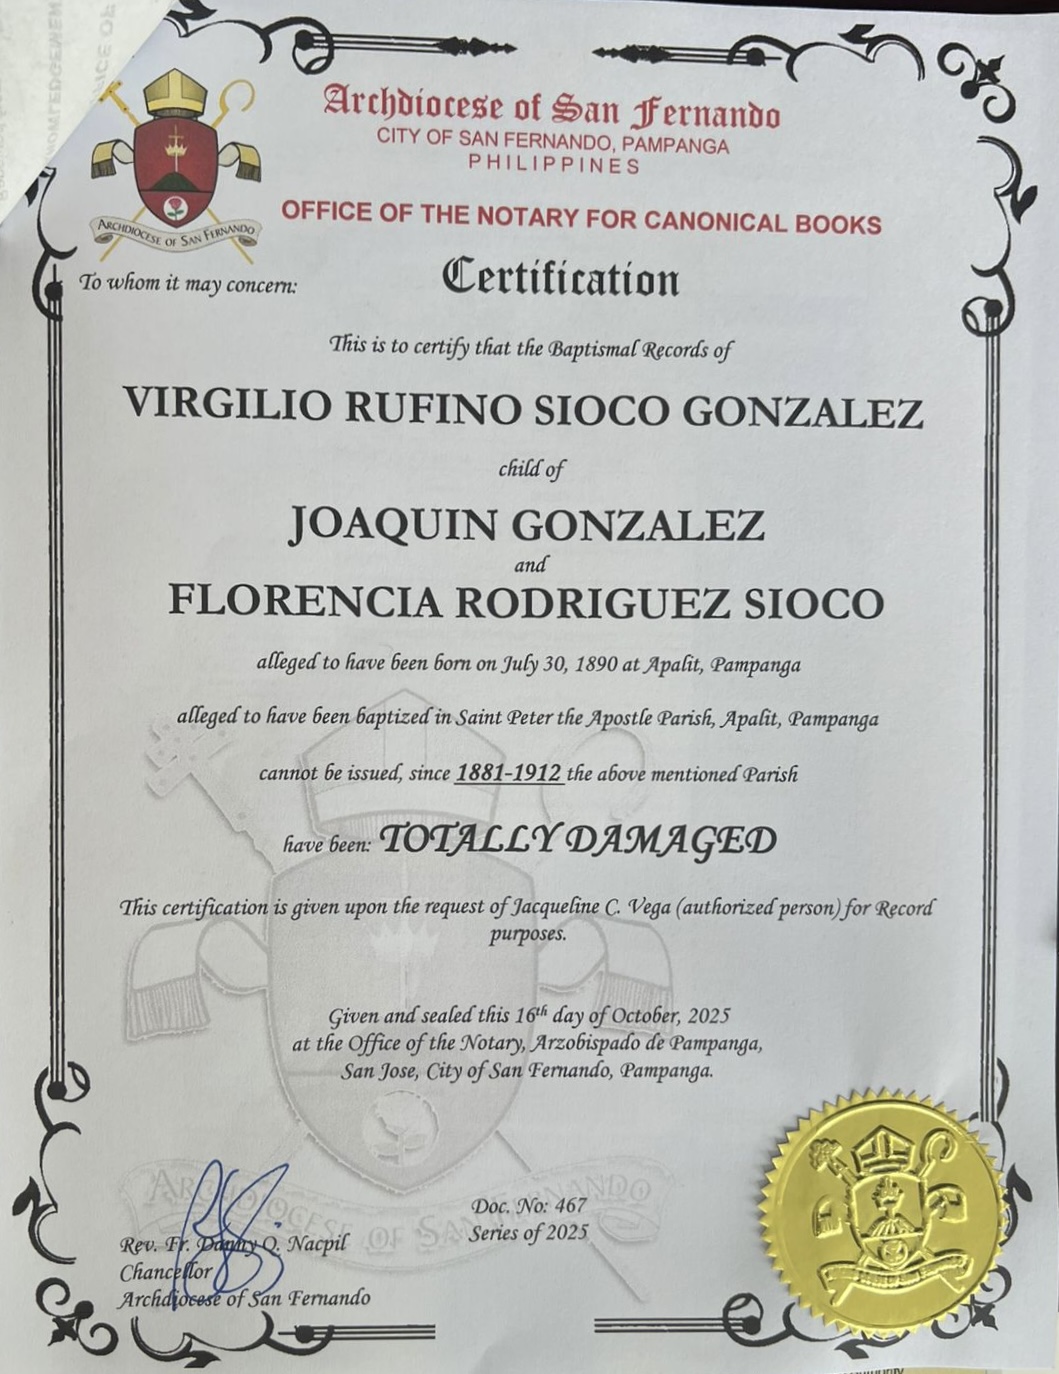 Archdiocese of San Fernando
CITY OF SAN FERNANDO, PAMPANGA
PHILIPPINES
OFFICE OF THE NOTARY FOR CANONICAL BOOKS
ARCHDIOCESE OF SAN FERNANDO
Certification
To whom it may concern:
This is to certify that the Baptismal Records of
VIRGILIO RUFINO SIOCO GONZALEZ
child of
JOAQUIN GONZALEZ
and
FLORENCIA RODRIGUEZ SIOCO
alleged to have been born on July 30, 1890 at Apalit, Pampanga
alleged to have been baptized in Saint Peter the Apostle Parish, Apalit, Pampanga
cannot be issued, since 1881-1912 the above mentioned Parish
have been: TOTALLY DAMAGED
This certification is given upon the request of Jacqueline C. Vega (authorized person) for Record
purposes.
Given and sealed this 16th day of October, 2025
at the Office of the Notary, Arzobispado de Pampanga,
San Jose, City of San Fernando, Pampanga.
ARCHDIOCESE OF SAN FERNANDO
Doc. No: 467
Series of 2025
Rev. Fr. Danny O. Nacpil
Chancellor
Archdiocese of San Fernando